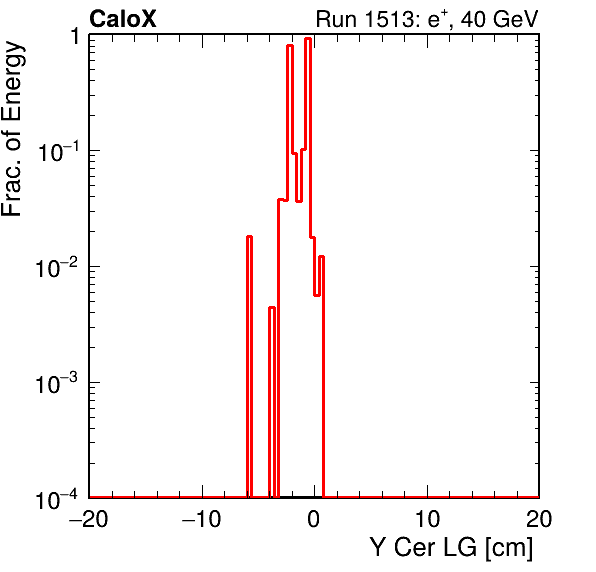 CaloX Run 1513: e⁺, 40 GeV
Frac. of Energy
1
10⁻¹
10⁻²
10⁻³
10⁻⁴
−20 −10 0 10 20
Y Cer LG [cm]